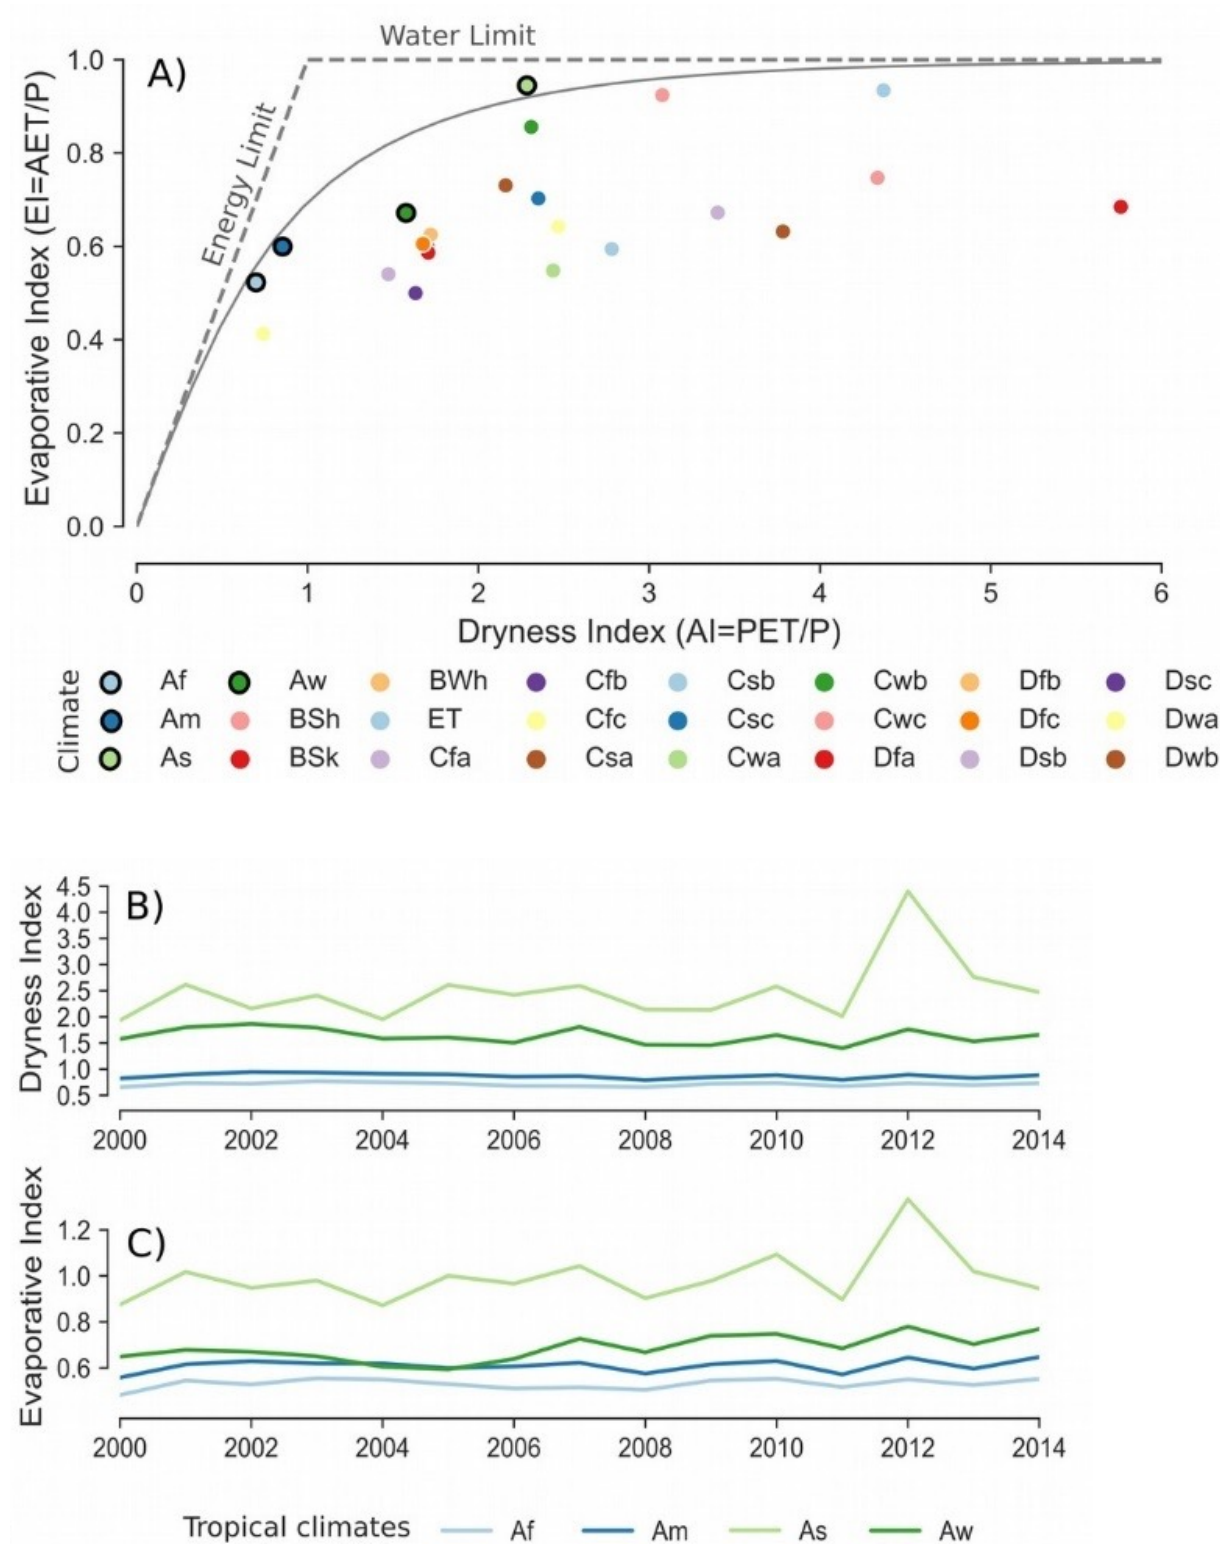 Water Limit
A)
Energy Limit
Evaporative Index (EI=AET/P)
1.0
0.8
0.6
0.4
0.2
0.0
0 1 2 3 4 5 6
Dryness Index (AI=PET/P)
Climate
Af Aw BWh Cfb Csb Cwb Dfb Dsc
Am BSh ET Cfc Csc Cwc Dfc Dwa
As BSk Cfa Csa Cwa Dfa Dsb Dwb
B)
Dryness Index
4.5
4.0
3.5
3.0
2.5
2.0
1.5
1.0
0.5
2000 2002 2004 2006 2008 2010 2012 2014
C)
Evaporative Index
1.2
1.0
0.8
0.6
2000 2002 2004 2006 2008 2010 2012 2014
Tropical climates Af Am As Aw